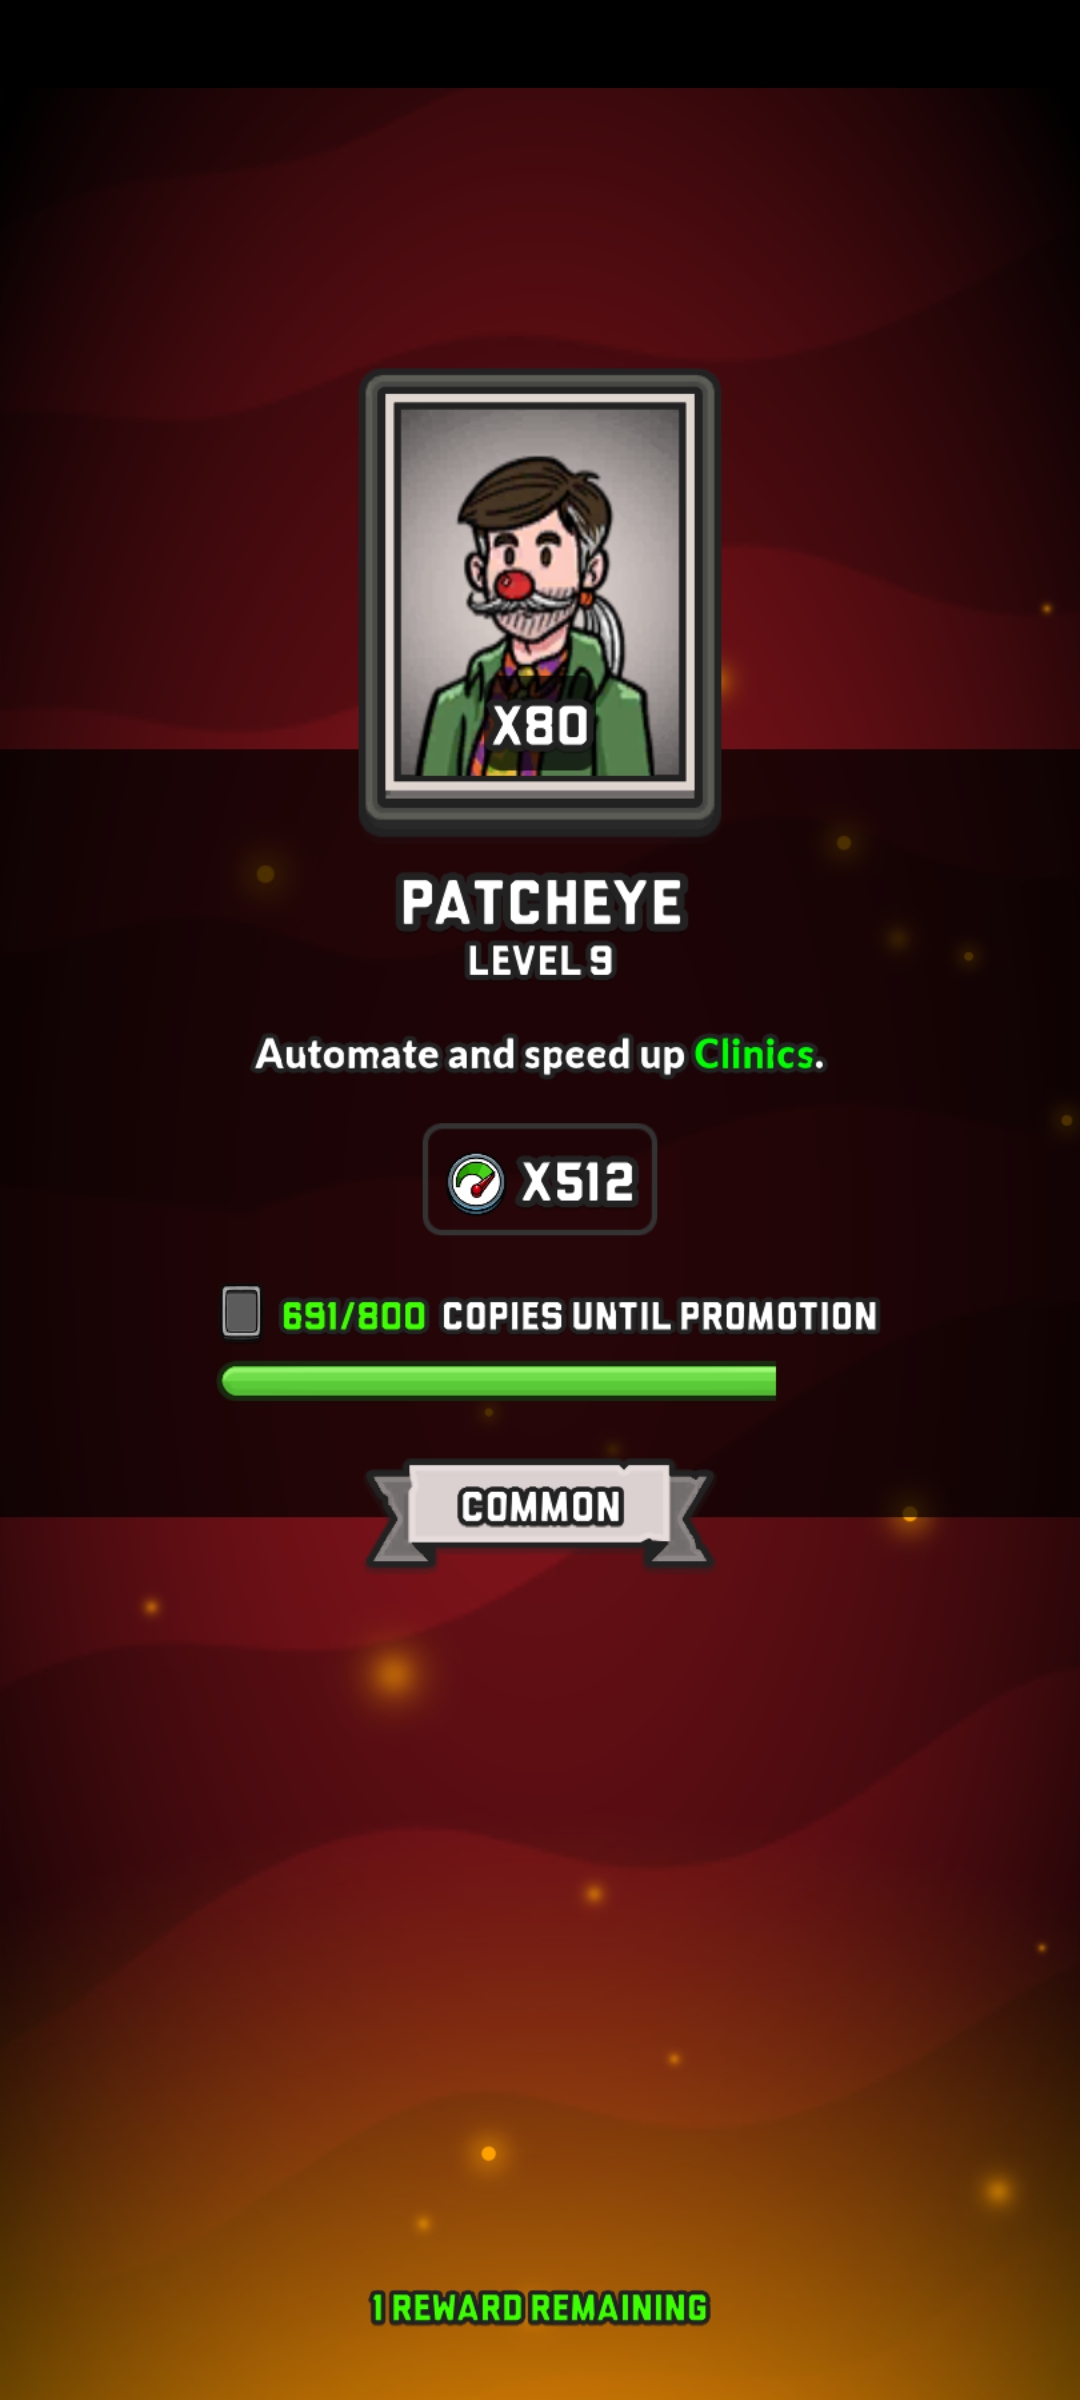 X80
PATCHEYE
LEVEL 9
Automate and speed up Clinics.
X512
691/800 COPIES UNTIL PROMOTION
COMMON
1 REWARD REMAINING